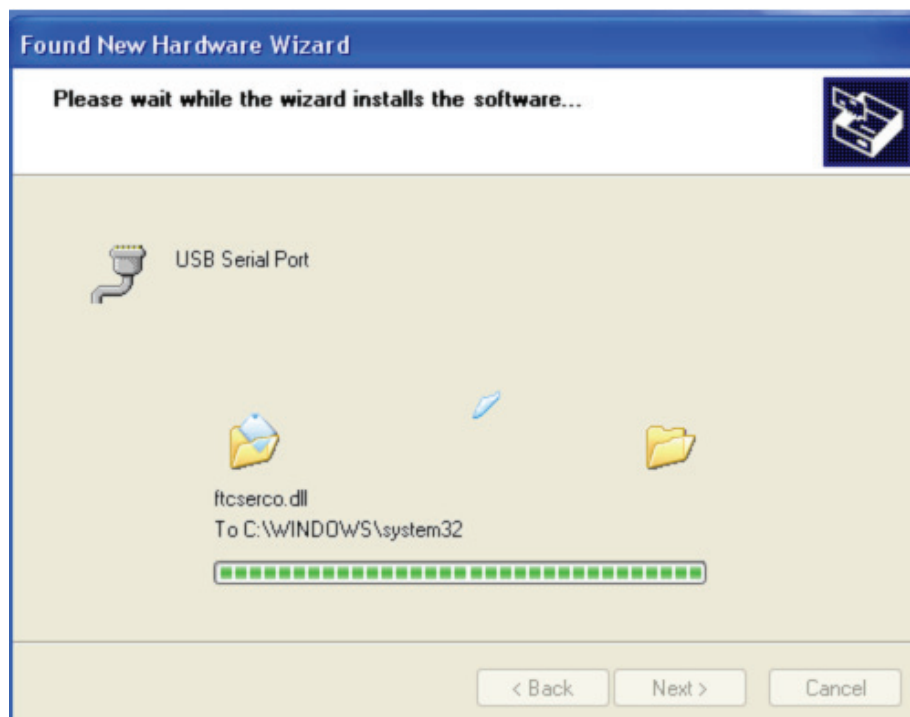 Found New Hardware Wizard
Please wait while the wizard installs the software...
USB Serial Port
ftcserco.dll
To C:\WINDOWS\system32
< Back Next > Cancel